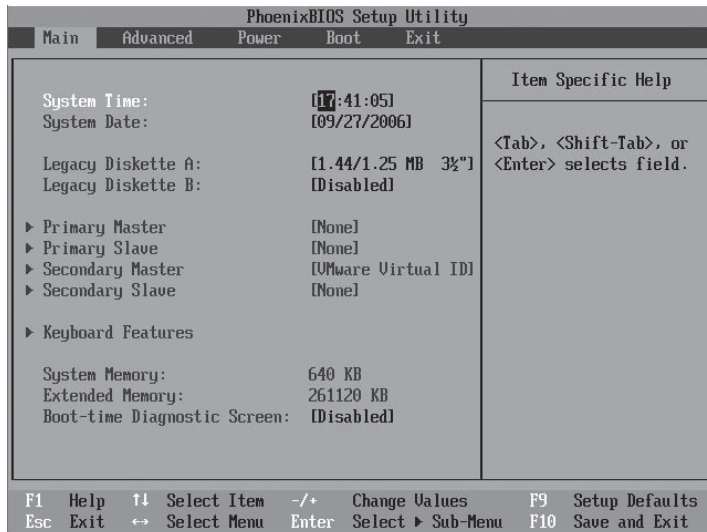 PhoenixBIOS Setup Utility
Main Advanced Power Boot Exit
Item Specific Help
System Time: [17:41:05]
System Date: [09/27/2006]
<Tab>, <Shift-Tab>, or
<Enter> selects field.
Legacy Diskette A: [1.44/1.25 MB 3½"]
Legacy Diskette B: [Disabled]
▶ Primary Master [None]
▶ Primary Slave [None]
▶ Secondary Master [VMware Virtual ID]
▶ Secondary Slave [None]
▶ Keyboard Features
System Memory: 640 KB
Extended Memory: 261120 KB
Boot-time Diagnostic Screen: [Disabled]
F1 Help ↑↓ Select Item -/+ Change Values F9 Setup Defaults
Esc Exit ↔ Select Menu Enter Select ▶ Sub-Menu F10 Save and Exit